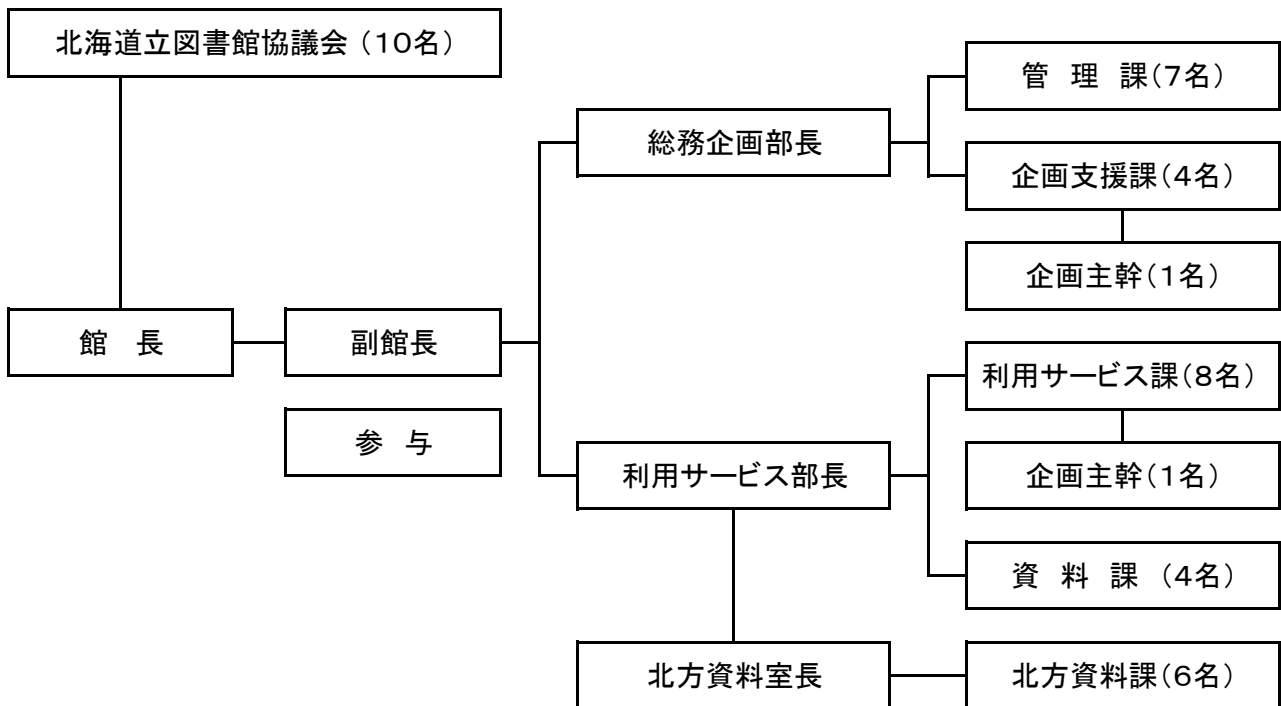 北海道立図書館協議会（10名）
管　理　課（7名）
総務企画部長
企画支援課（4名）
企画主幹（1名）
館　長
副館長
利用サービス課（8名）
参　与
利用サービス部長
企画主幹（1名）
資　料　課　（4名）
北方資料室長
北方資料課（6名）